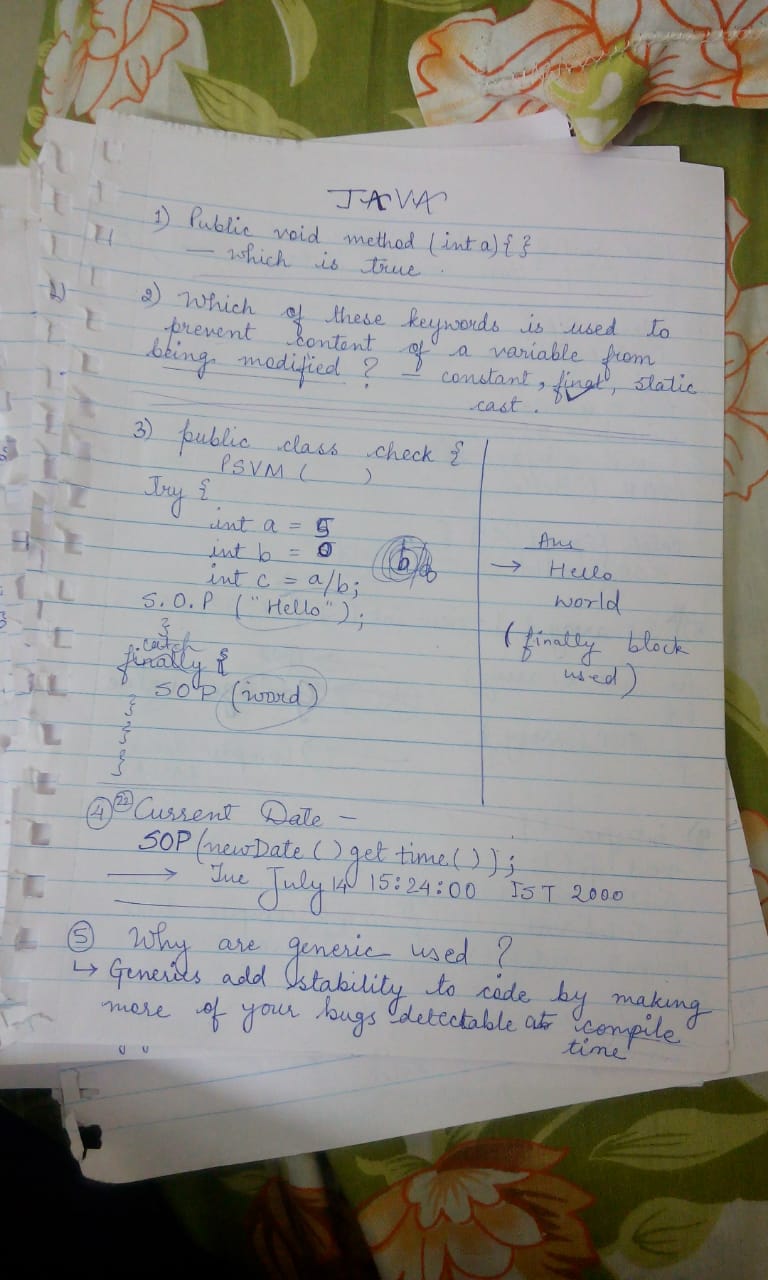 JAVA
1) Public void method (int a) { }
— which is true.
2) Which of these keywords is used to
prevent content of a variable from
being modified ? — constant, final, static
cast.
3) public class check {
PSVM ( )
Try {
int a = 5
int b = 0
int c = a/b;
S.O.P ("Hello");
}
catch
finally {
SOP (word)
}
}
}
b/a
Ans
→ Hello
world
(finally block
used)
④ 22 Current Date —
SOP (new Date () get time () );
→ Tue July 14 15:24:00 IST 2000
⑤ Why are generic used ?
↳ Generics add stability to code by making
more of your bugs detectable at compile
time